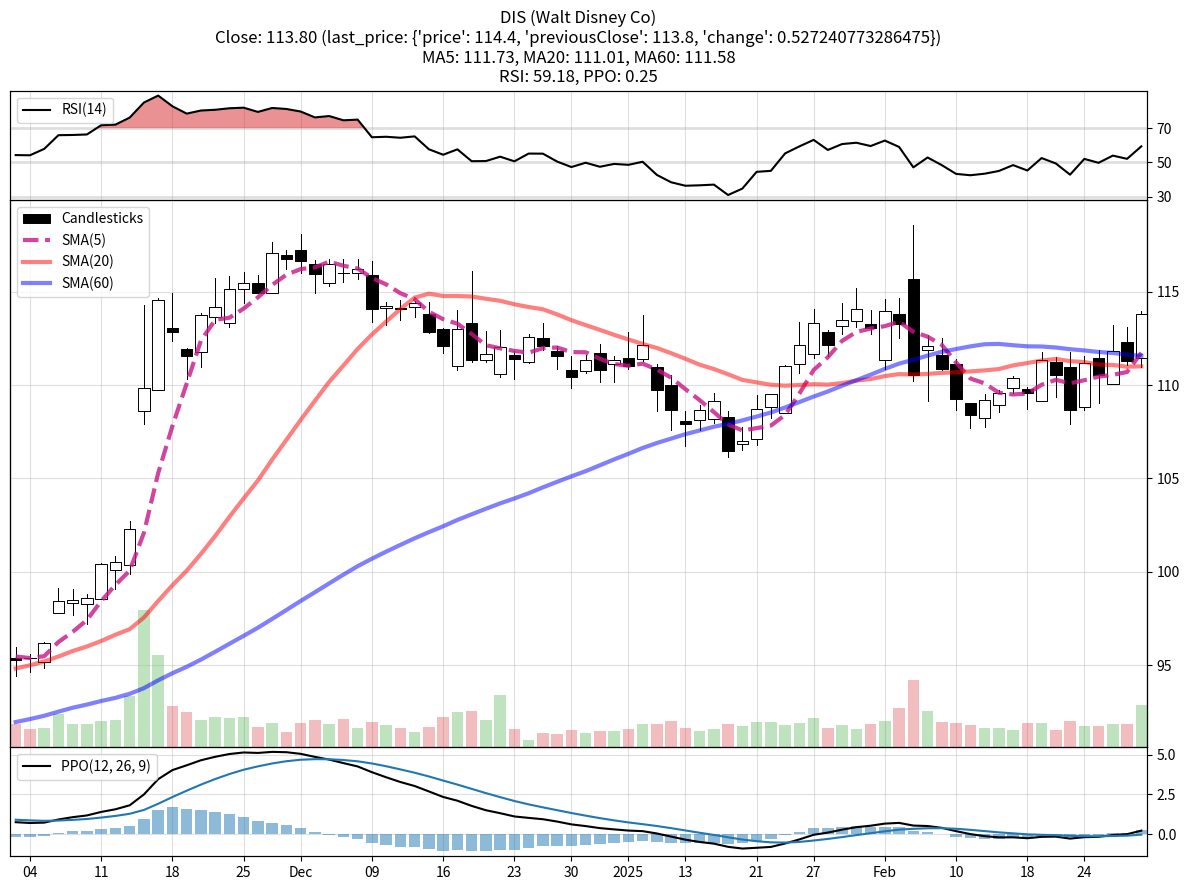 DIS (Walt Disney Co)
Close: 113.80 (last_price: {'price': 114.4, 'previousClose': 113.8, 'change': 0.527240773286475})
MA5: 111.73, MA20: 111.01, MA60: 111.58
RSI: 59.18, PPO: 0.25
RSI(14)
70
50
30
Candlesticks
SMA(5)
SMA(20)
SMA(60)
115
110
105
100
95
PPO(12, 26, 9)
5.0
2.5
0.0
04 11 18 25 Dec 09 16 23 30 2025 13 21 27 Feb 10 18 24